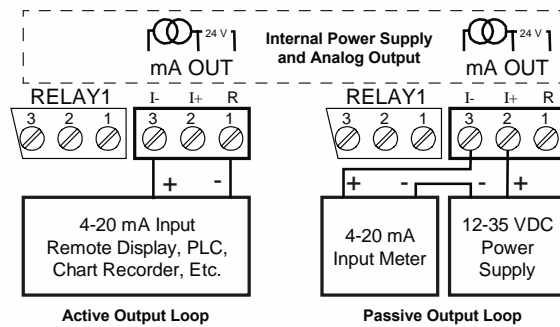 24 V
Internal Power Supply
and Analog Output
24 V
mA OUT
mA OUT
RELAY1
I- I+ R
RELAY1
I- I+ R
3 2 1
3 2 1
3 2 1
3 2 1
+ -
+ - - +
4-20 mA Input
Remote Display, PLC,
Chart Recorder, Etc.
4-20 mA
Input Meter
12-35 VDC
Power
Supply
Active Output Loop
Passive Output Loop